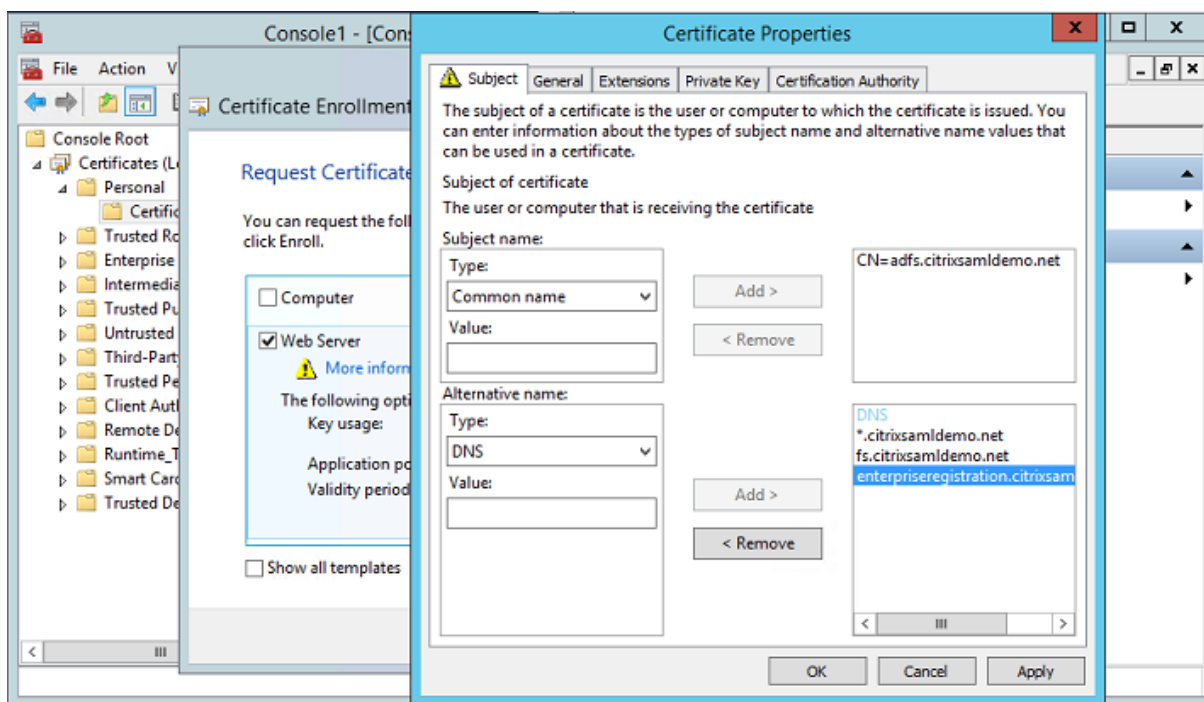 Console1 - [Cons
File Action V
Console Root
Certificates (L
Personal
Certific
Trusted Ro
Enterprise
Intermedia
Trusted Pu
Untrusted
Third-Part
Trusted Pe
Client Autl
Remote De
Runtime_T
Smart Card
Trusted De
Certificate Enrollment
Request Certificate
You can request the foll
click Enroll.
Computer
Web Server
More inforn
The following opti
Key usage:
Application po
Validity period
Show all templates
Certificate Properties
Subject General Extensions Private Key Certification Authority
The subject of a certificate is the user or computer to which the certificate is issued. You
can enter information about the types of subject name and alternative name values that
can be used in a certificate.
Subject of certificate
The user or computer that is receiving the certificate
Subject name:
Type:
Common name
Value:
Add >
< Remove
CN=adfs.citrixsamldemo.net
Alternative name:
Type:
DNS
Value:
Add >
< Remove
DNS
*.citrixsamldemo.net
fs.citrixsamldemo.net
enterpriseregistration.citrixsam
OK Cancel Apply